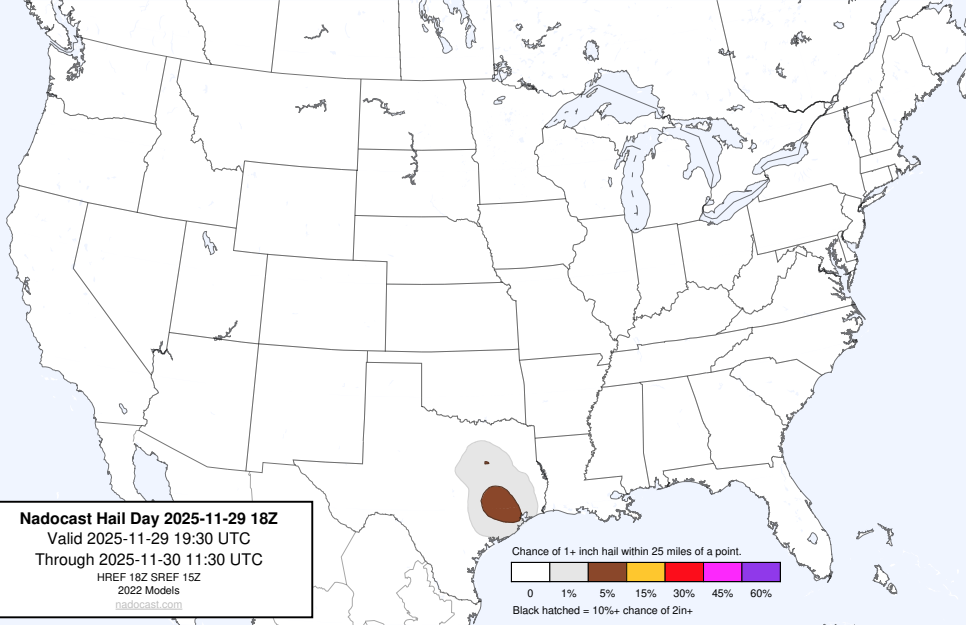 Nadocast Hail Day 2025-11-29 18Z
Valid 2025-11-29 19:30 UTC
Through 2025-11-30 11:30 UTC
HREF 18Z SREF 15Z
2022 Models
nadocast.com
Chance of 1+ inch hail within 25 miles of a point.
0 1% 5% 15% 30% 45% 60%
Black hatched = 10%+ chance of 2in+